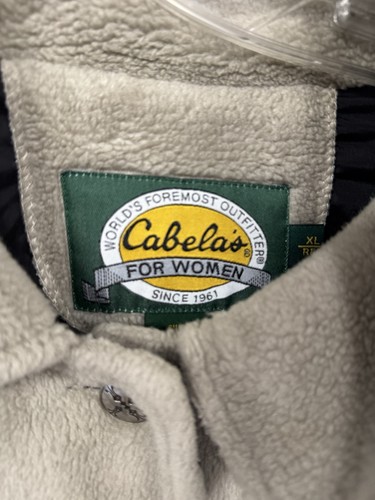 WORLD'S FOREMOST OUTFITTER®
Cabela's®
FOR WOMEN
SINCE 1961
XL